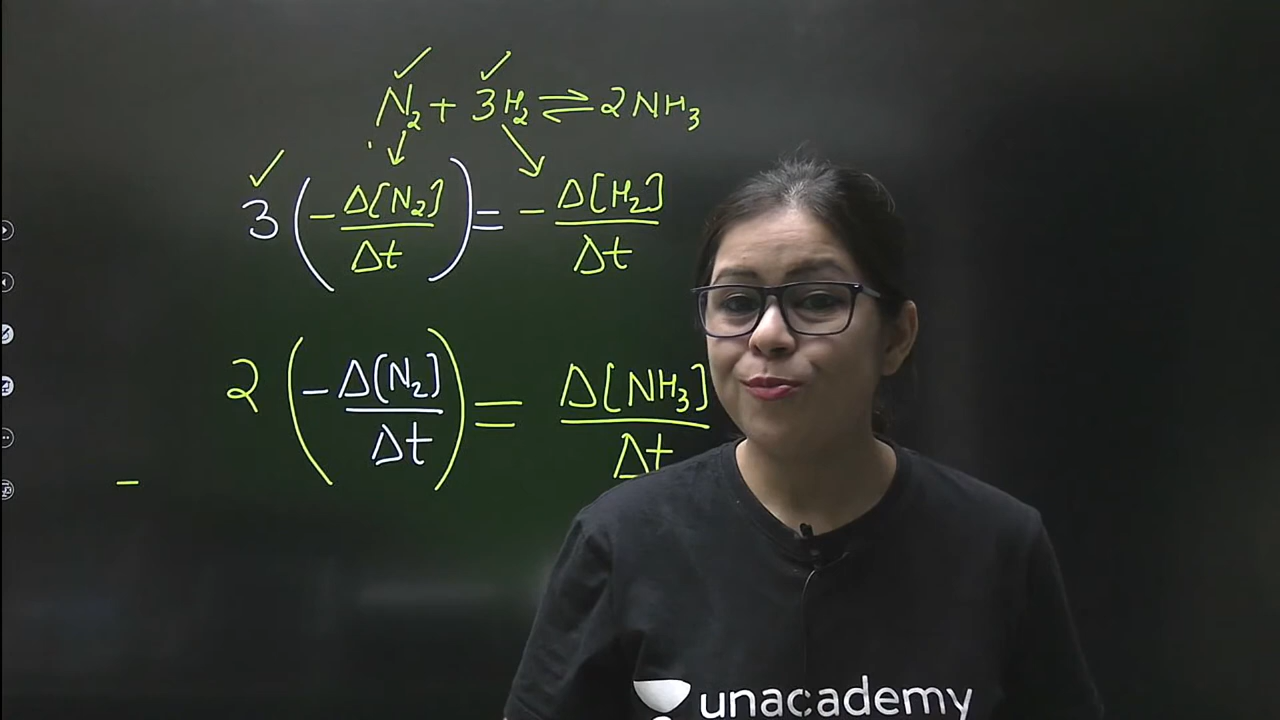 N₂ + 3H₂ ⇌ 2NH₃
3 (- Δ[N₂]/Δt) = - Δ[H₂]/Δt
2 (- Δ[N₂]/Δt) = Δ[NH₃]/Δt
-
unacademy